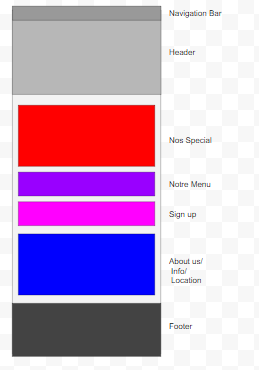 Navigation Bar
Header
Nos Special
Notre Menu
Sign up
About us/
Info/
Location
Footer